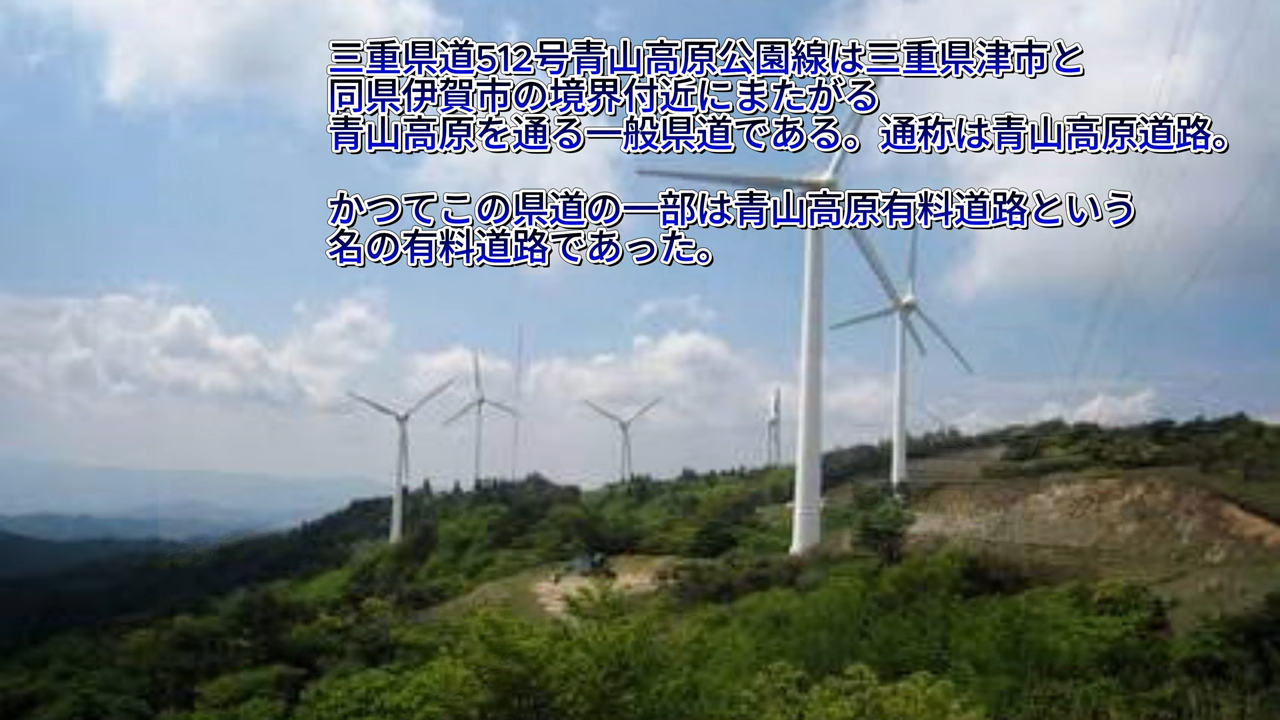 三重県道512号青山高原公園線は三重県津市と
同県伊賀市の境界付近にまたがる
青山高原を通る一般県道である。通称は青山高原道路。
かつてこの県道の一部は青山高原有料道路という
名の有料道路であった。